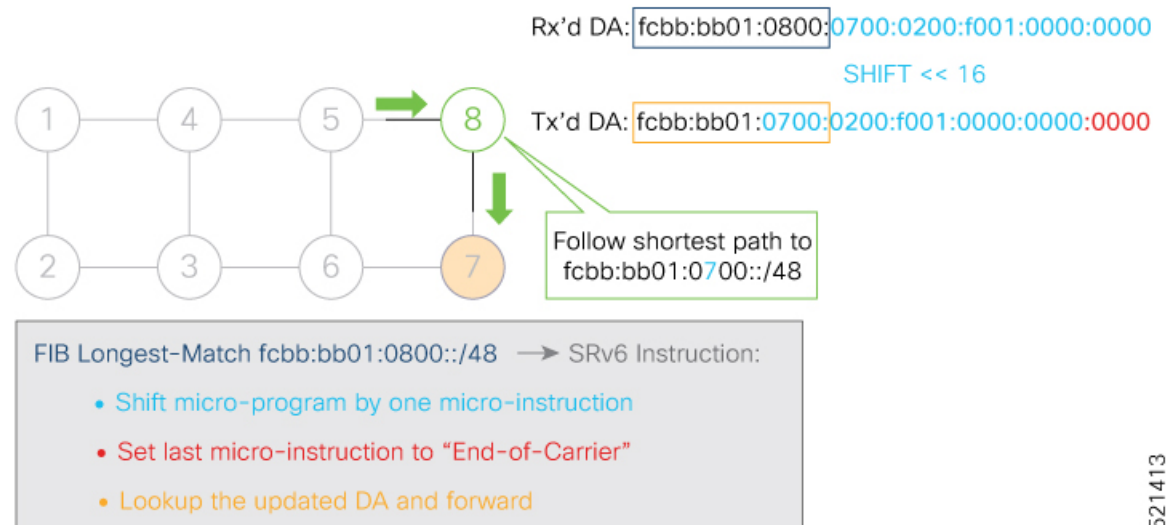 Rx'd DA: fcbb:bb01:0800:0700:0200:f001:0000:0000
SHIFT << 16
Tx'd DA: fcbb:bb01:0700:0200:f001:0000:0000:0000
1
4
5
8
2
3
6
7
Follow shortest path to
fcbb:bb01:0700::/48
FIB Longest-Match fcbb:bb01:0800::/48 → SRv6 Instruction:
• Shift micro-program by one micro-instruction
• Set last micro-instruction to “End-of-Carrier”
• Lookup the updated DA and forward
521413